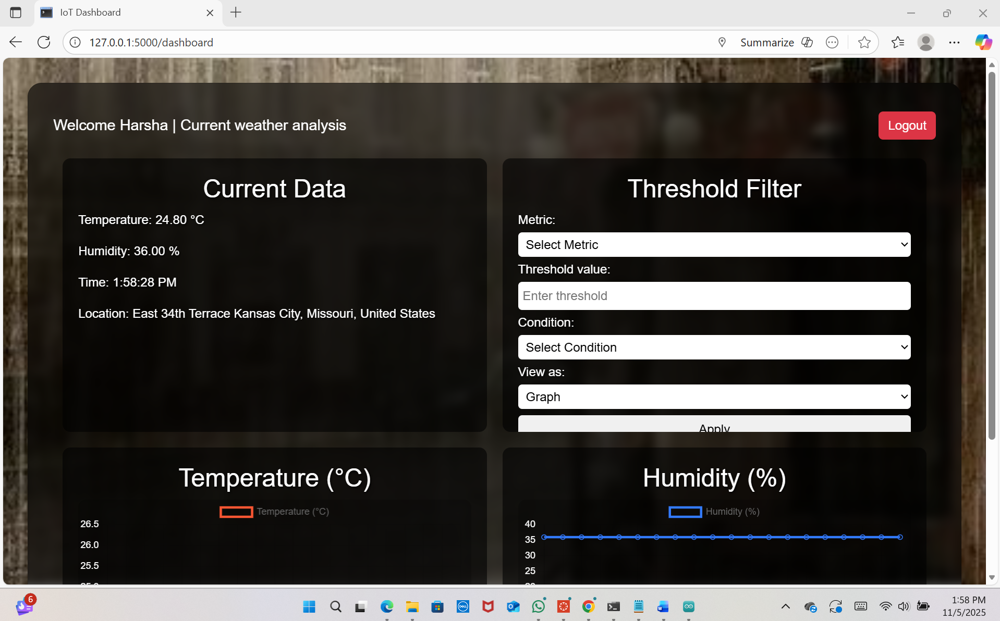 IoT Dashboard
127.0.0.1:5000/dashboard
Summarize
Welcome Harsha | Current weather analysis
Logout
Current Data
Temperature: 24.80 °C
Humidity: 36.00 %
Time: 1:58:28 PM
Location: East 34th Terrace Kansas City, Missouri, United States
Threshold Filter
Metric:
Select Metric
Threshold value:
Enter threshold
Condition:
Select Condition
View as:
Graph
Apply
Temperature (°C)
Temperature (°C)
26.5
26.0
25.5
Humidity (%)
Humidity (%)
40
35
30
25
6
DELL
1:58 PM
11/5/2025